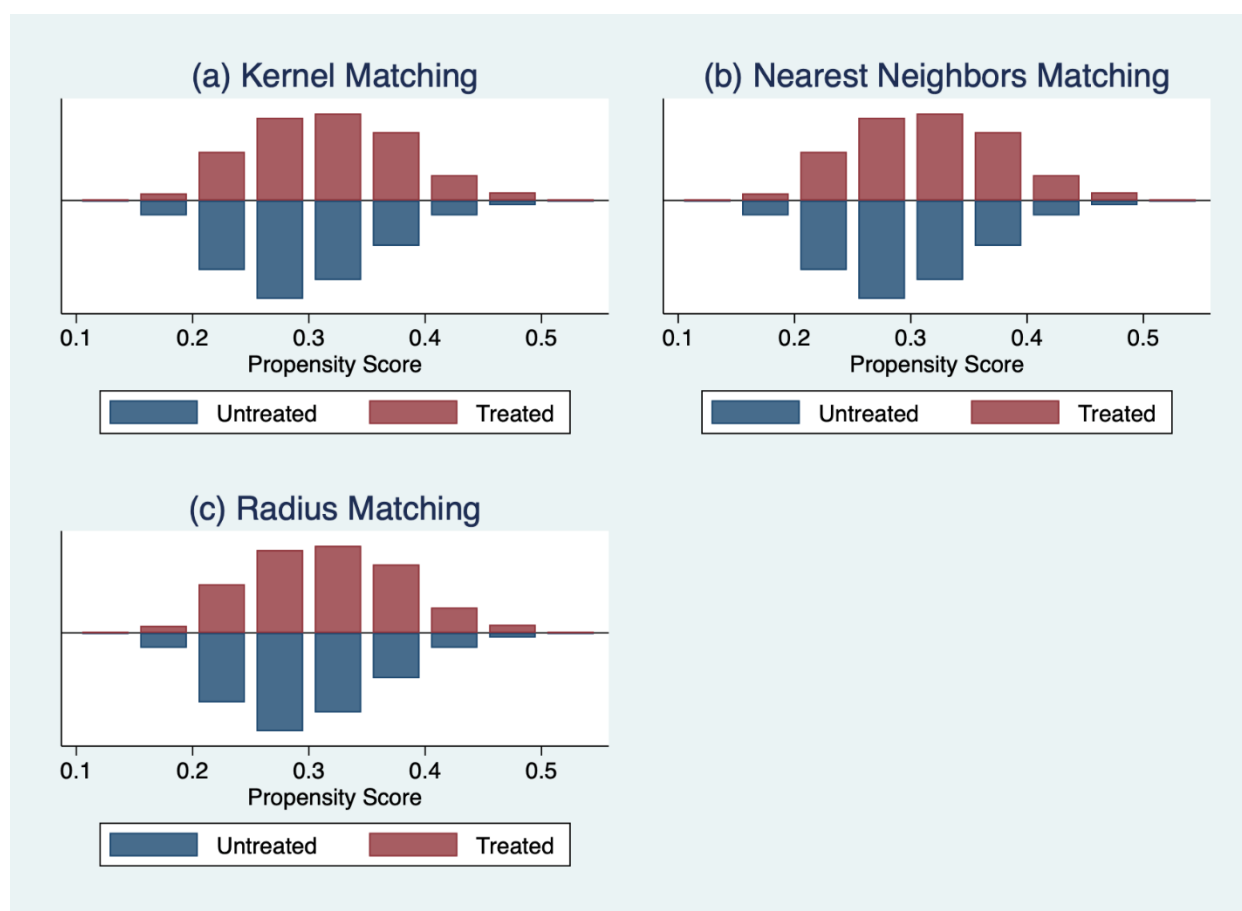 (a) Kernel Matching
0.1 0.2 0.3 0.4 0.5
Propensity Score
Untreated Treated
(b) Nearest Neighbors Matching
0.1 0.2 0.3 0.4 0.5
Propensity Score
Untreated Treated
(c) Radius Matching
0.1 0.2 0.3 0.4 0.5
Propensity Score
Untreated Treated